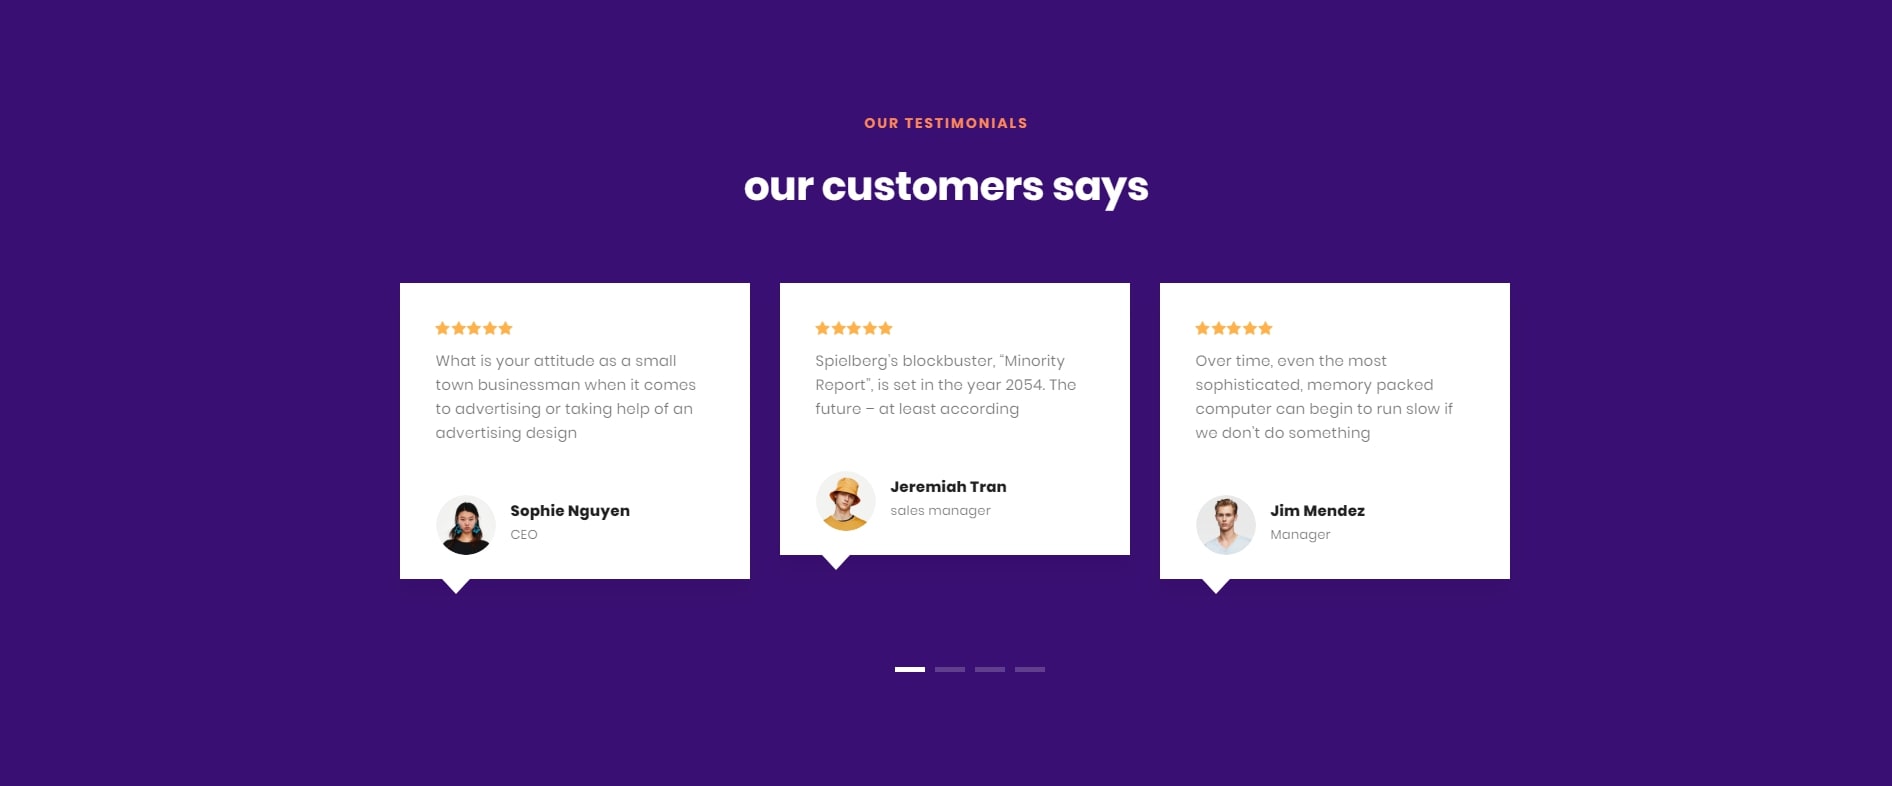 OUR TESTIMONIALS
our customers says
What is your attitude as a small
town businessman when it comes
to advertising or taking help of an
advertising design
Sophie Nguyen
CEO
Spielberg’s blockbuster, “Minority
Report”, is set in the year 2054. The
future – at least according
Jeremiah Tran
sales manager
Over time, even the most
sophisticated, memory packed
computer can begin to run slow if
we don’t do something
Jim Mendez
Manager